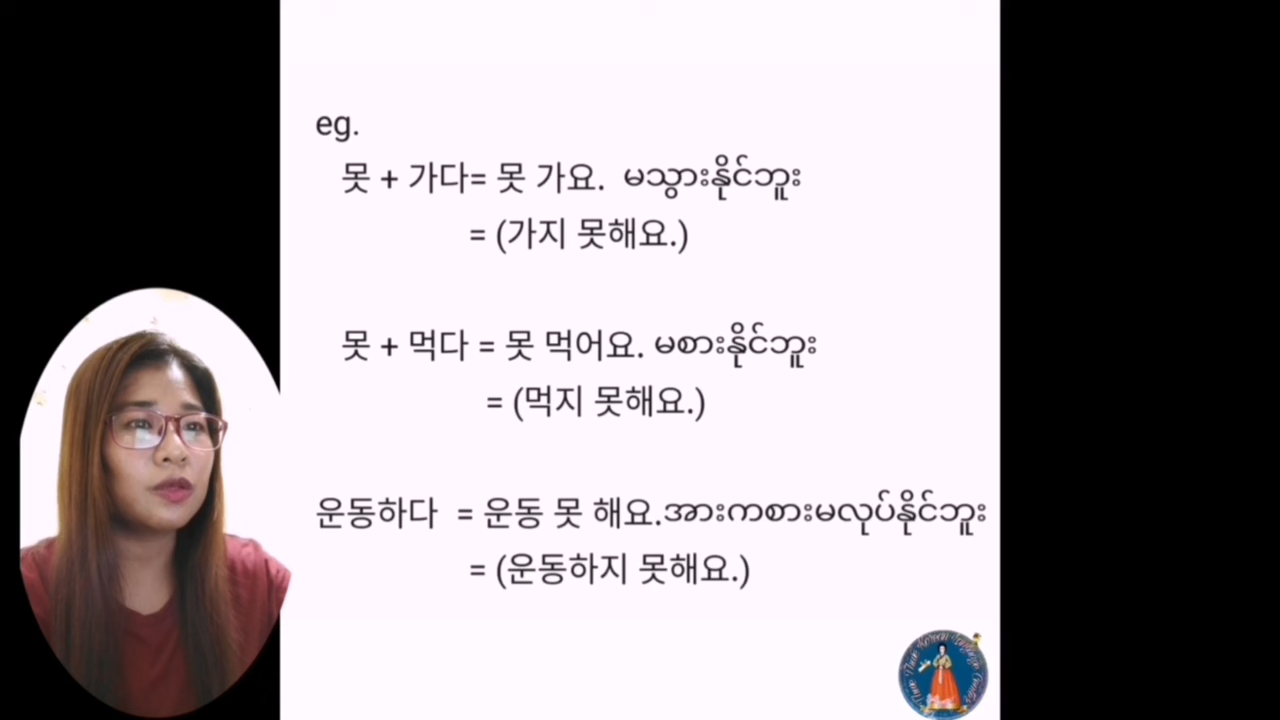 eg.
못 + 가다= 못 가요. မသွားနိုင်ဘူး
= (가지 못해요.)
못 + 먹다 = 못 먹어요. မစားနိုင်ဘူး
= (먹지 못해요.)
운동하다 = 운동 못 해요.အားကစားမလုပ်နိုင်ဘူး
= (운동하지 못해요.)